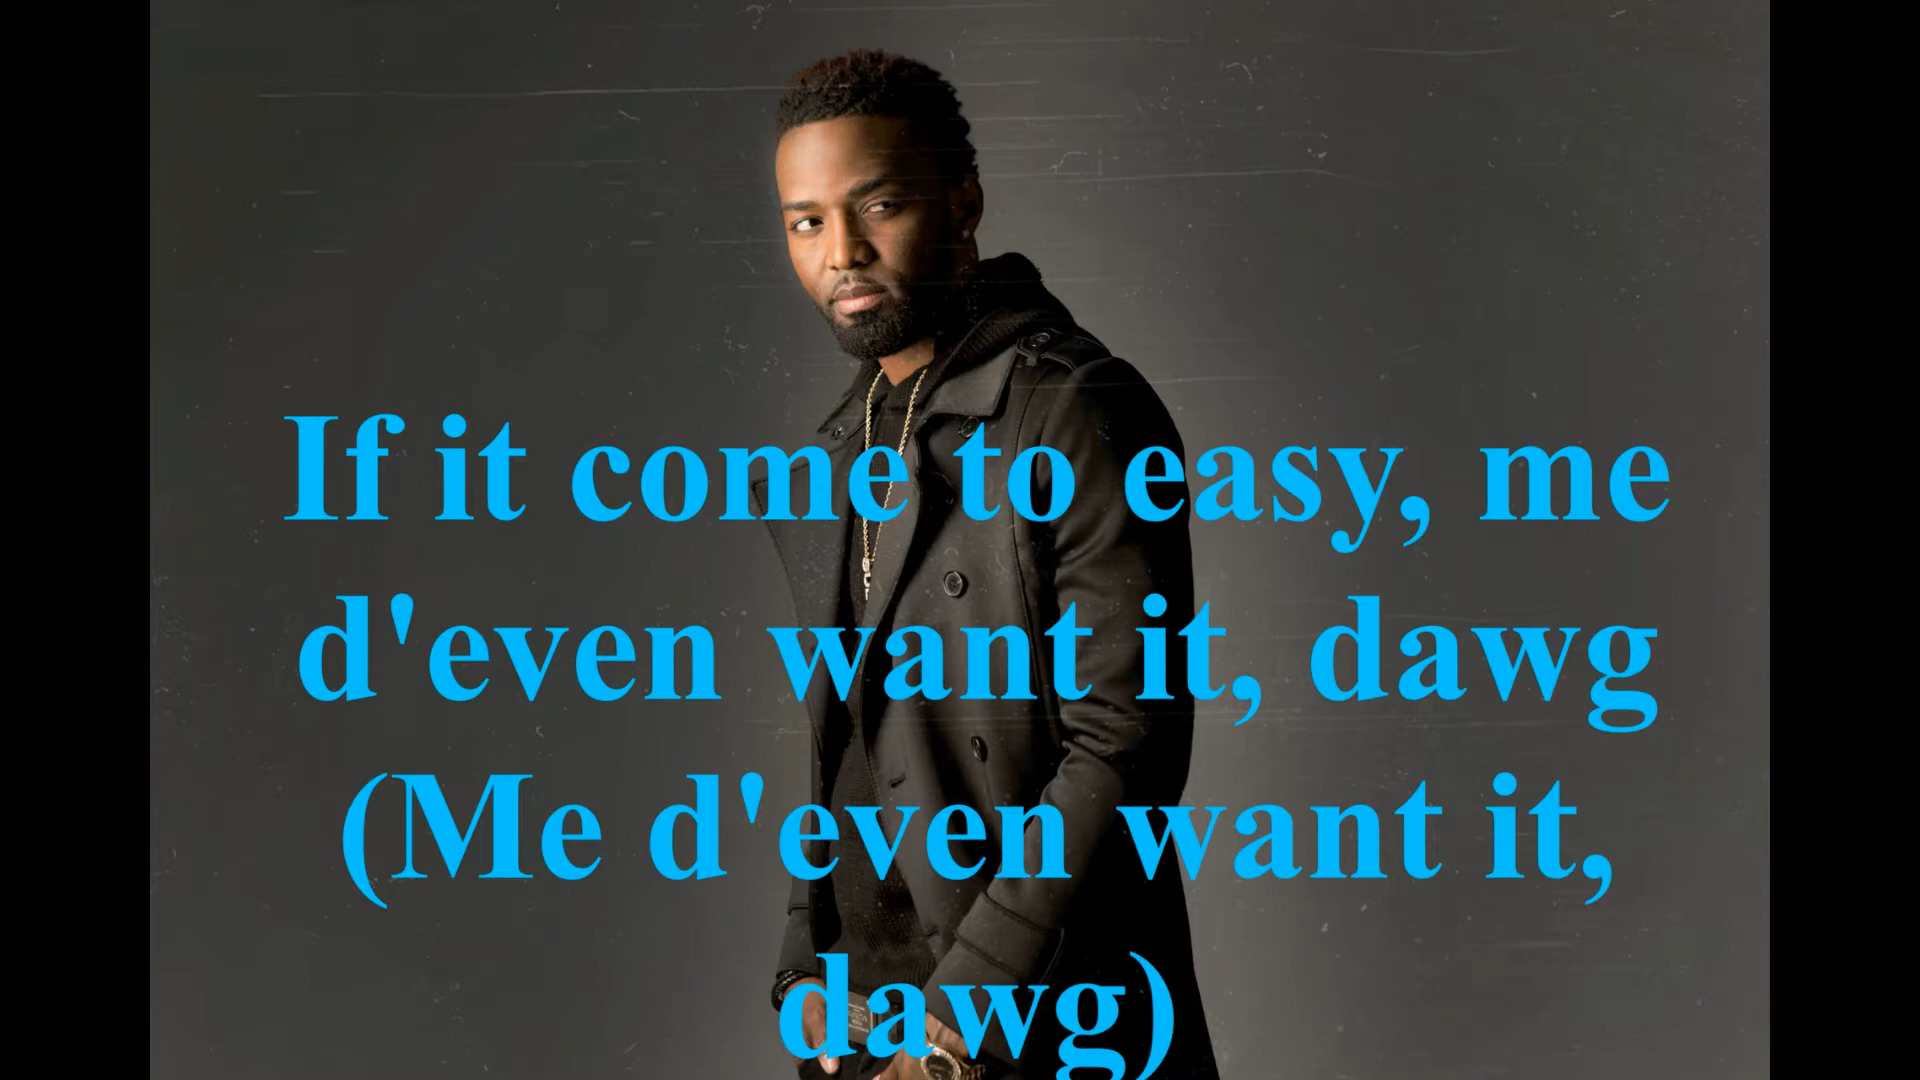 If it come to easy, me
d'even want it, dawg
(Me d'even want it,
dawg)